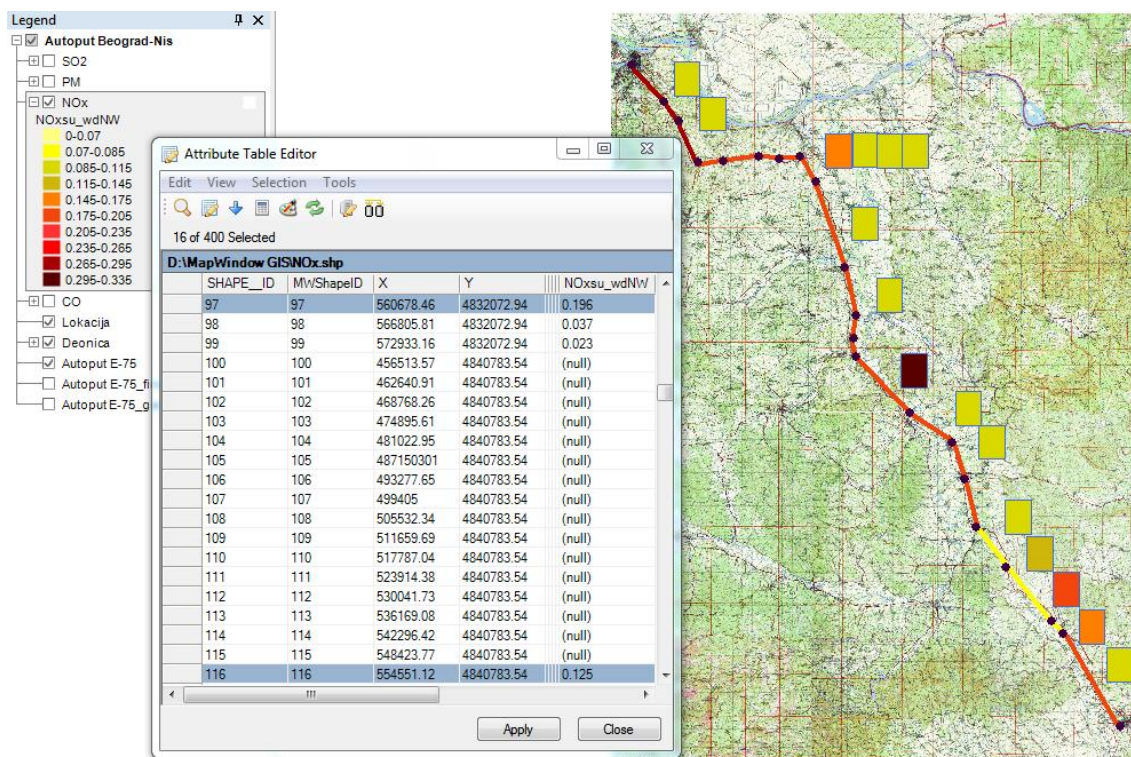 Legend
Autoput Beograd-Nis
SO2
PM
NOx
NOxsu_wdNW
0-0.07
0.07-0.085
0.085-0.115
0.115-0.145
0.145-0.175
0.175-0.205
0.205-0.235
0.235-0.265
0.265-0.295
0.295-0.335
CO
Lokacija
Deonica
Autoput E-75
Autoput E-75_fi
Autoput E-75_g
Attribute Table Editor
Edit View Selection Tools
16 of 400 Selected
D:\MapWindow GIS\NOx.shp
SHAPE__ID MWShapeID X Y NOxsu_wdNW
97 97 560678.46 4832072.94 0.196
98 98 566805.81 4832072.94 0.037
99 99 572933.16 4832072.94 0.023
100 100 456513.57 4840783.54 (null)
101 101 462640.91 4840783.54 (null)
102 102 468768.26 4840783.54 (null)
103 103 474895.61 4840783.54 (null)
104 104 481022.95 4840783.54 (null)
105 105 487150301 4840783.54 (null)
106 106 493277.65 4840783.54 (null)
107 107 499405 4840783.54 (null)
108 108 505532.34 4840783.54 (null)
109 109 511659.69 4840783.54 (null)
110 110 517787.04 4840783.54 (null)
111 111 523914.38 4840783.54 (null)
112 112 530041.73 4840783.54 (null)
113 113 536169.08 4840783.54 (null)
114 114 542296.42 4840783.54 (null)
115 115 548423.77 4840783.54 (null)
116 116 554551.12 4840783.54 0.125
Apply Close